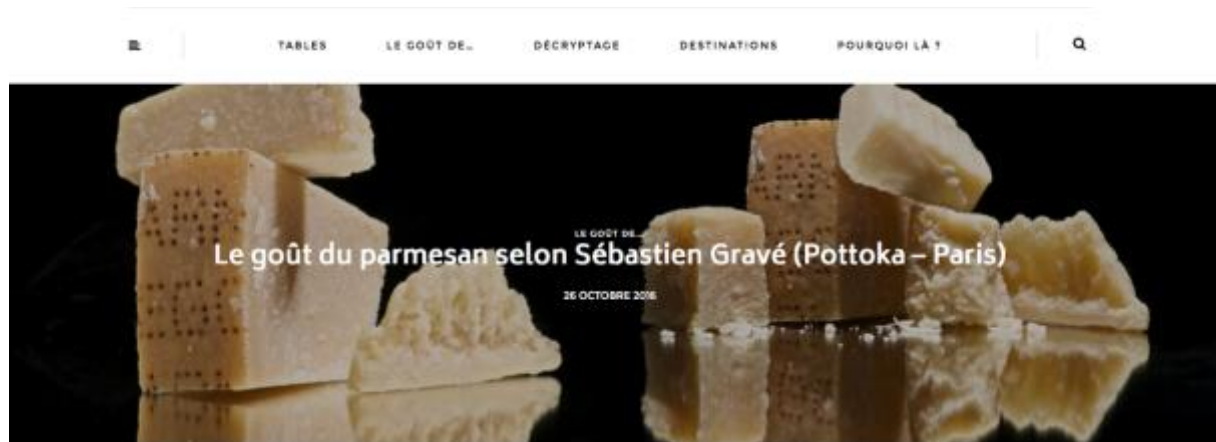 TABLES LE GOÛT DE… DÉCRYPTAGE DESTINATIONS POURQUOI LÀ ?
LE GOÛT DE…
Le goût du parmesan selon Sébastien Gravé (Pottoka – Paris)
26 OCTOBRE 2016